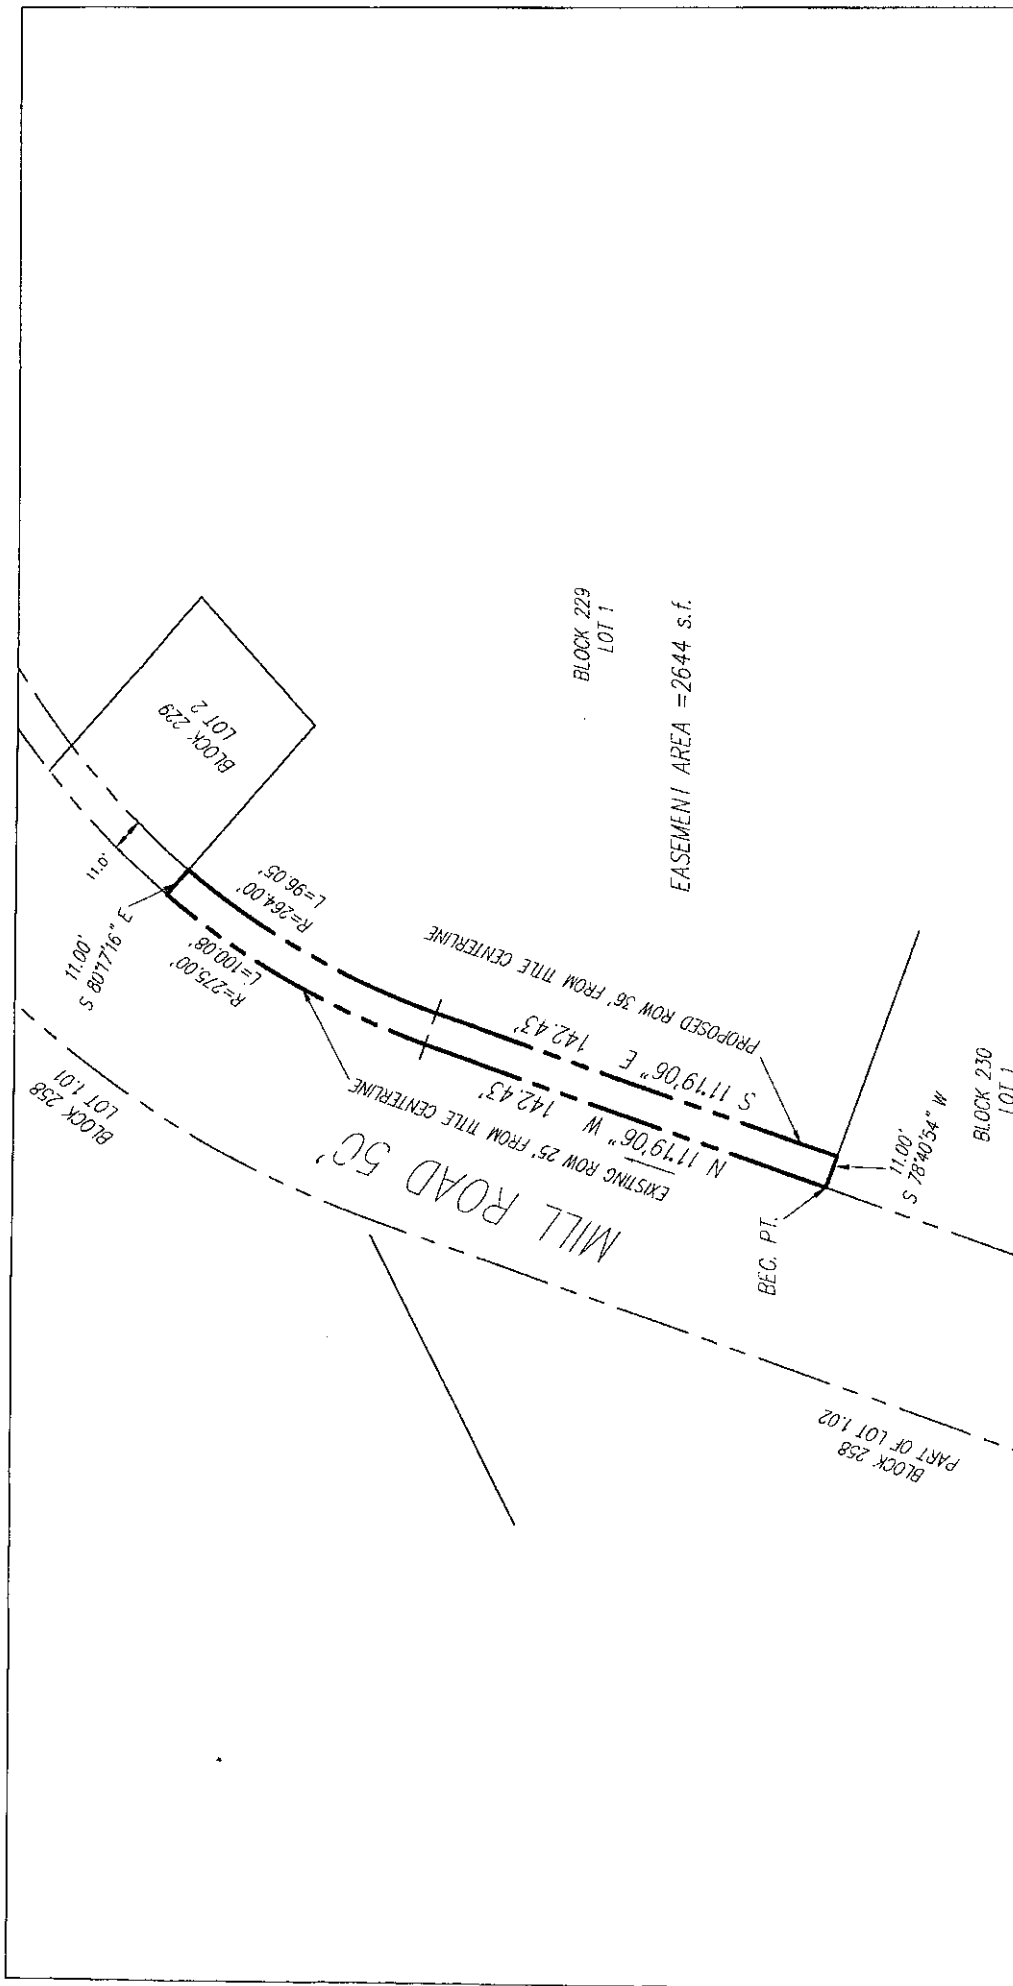 BLOCK 229
LOT 2
11.0'
11.00'
S 80°17'16" E
R=264.00'
L=96.05'
R=275.00'
L=100.08'
BLOCK 258
LOT 1.01
BLOCK 229
LOT 1
EASEMENT AREA =2644 s.f.
PROPOSED ROW 36' FROM TITLE CENTERLINE
142.43'
S 11°19'06" E
142.43'
N 11°19'06" W
EXISTING ROW 25' FROM TITLE CENTERLINE
MILL ROAD 50'
BEG. PT.
11.00'
S 78°40'54" W
BLOCK 230
LOT 1
BLOCK 258
PART OF LOT 1.02